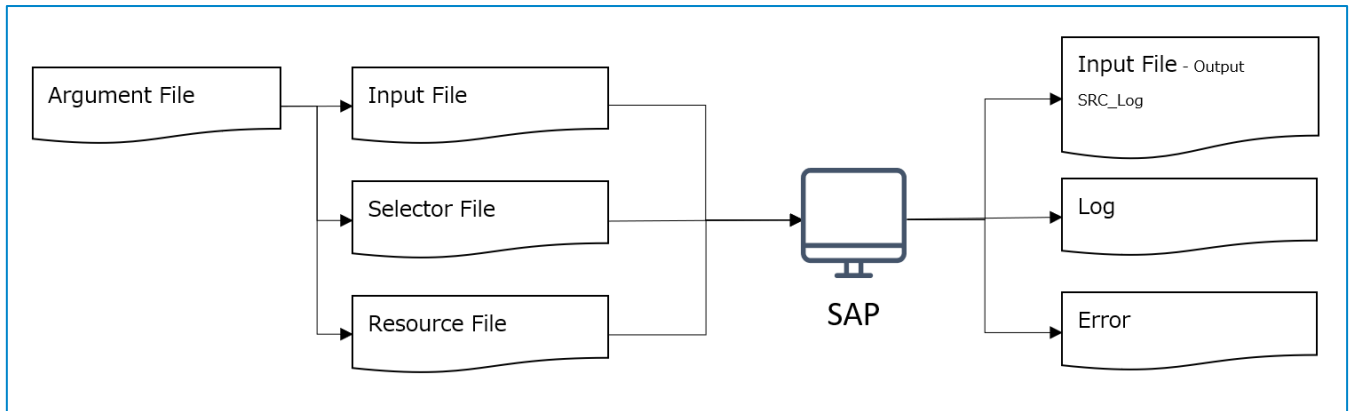 Argument File
Input File
Selector File
Resource File
SAP
Input File - Output
SRC_Log
Log
Error